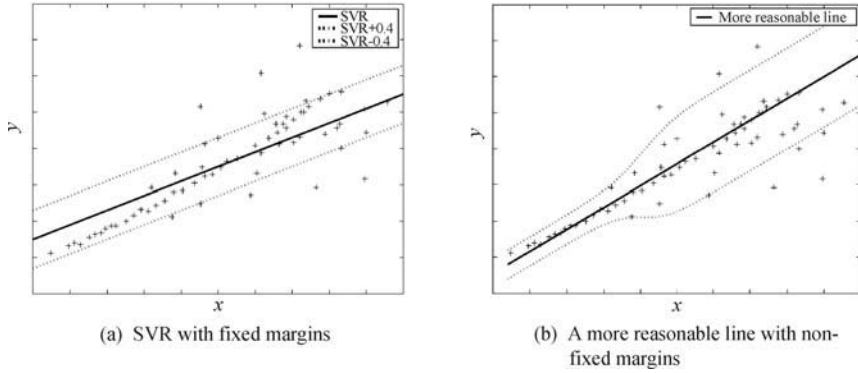 SVR
SVR+0.4
SVR-0.4
y
x
(a) SVR with fixed margins
More reasonable line
y
x
(b) A more reasonable line with non-
fixed margins